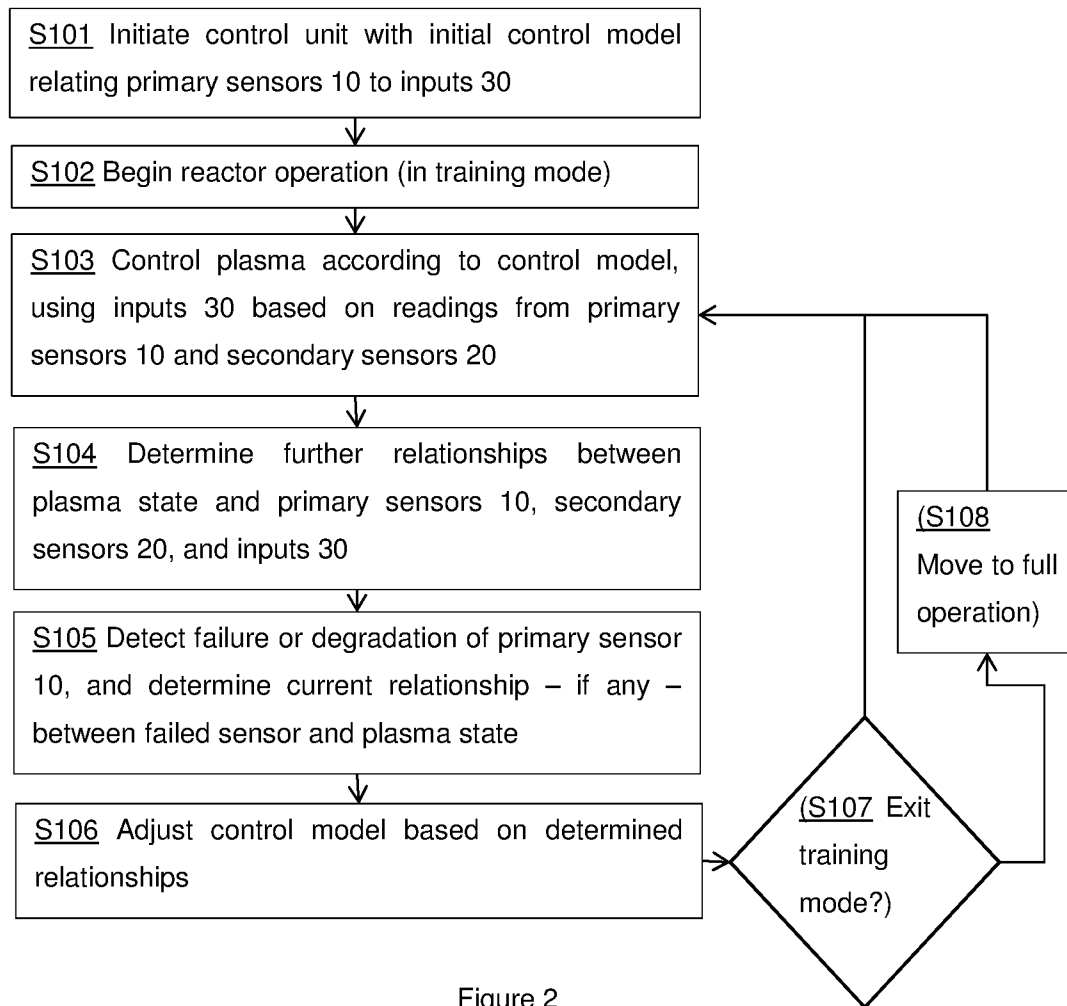 S101 Initiate control unit with initial control model
relating primary sensors 10 to inputs 30
S102 Begin reactor operation (in training mode)
S103 Control plasma according to control model,
using inputs 30 based on readings from primary
sensors 10 and secondary sensors 20
S104 Determine further relationships between
plasma state and primary sensors 10, secondary
sensors 20, and inputs 30
S105 Detect failure or degradation of primary sensor
10, and determine current relationship – if any –
between failed sensor and plasma state
S106 Adjust control model based on determined
relationships
(S107 Exit
training
mode?)
(S108
Move to full
operation)
Figure 2